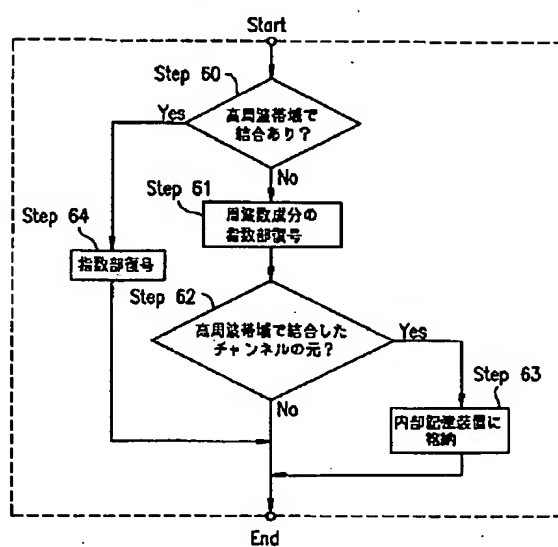 Start
Step 60
高周波帯域で
結合あり?
Yes
No
Step 61
周波数成分の
指数部復号
Step 64
指数部復号
Step 62
高周波帯域で結合した
チャンネルの元?
Yes
Step 63
内部記憶装置に
格納
No
End